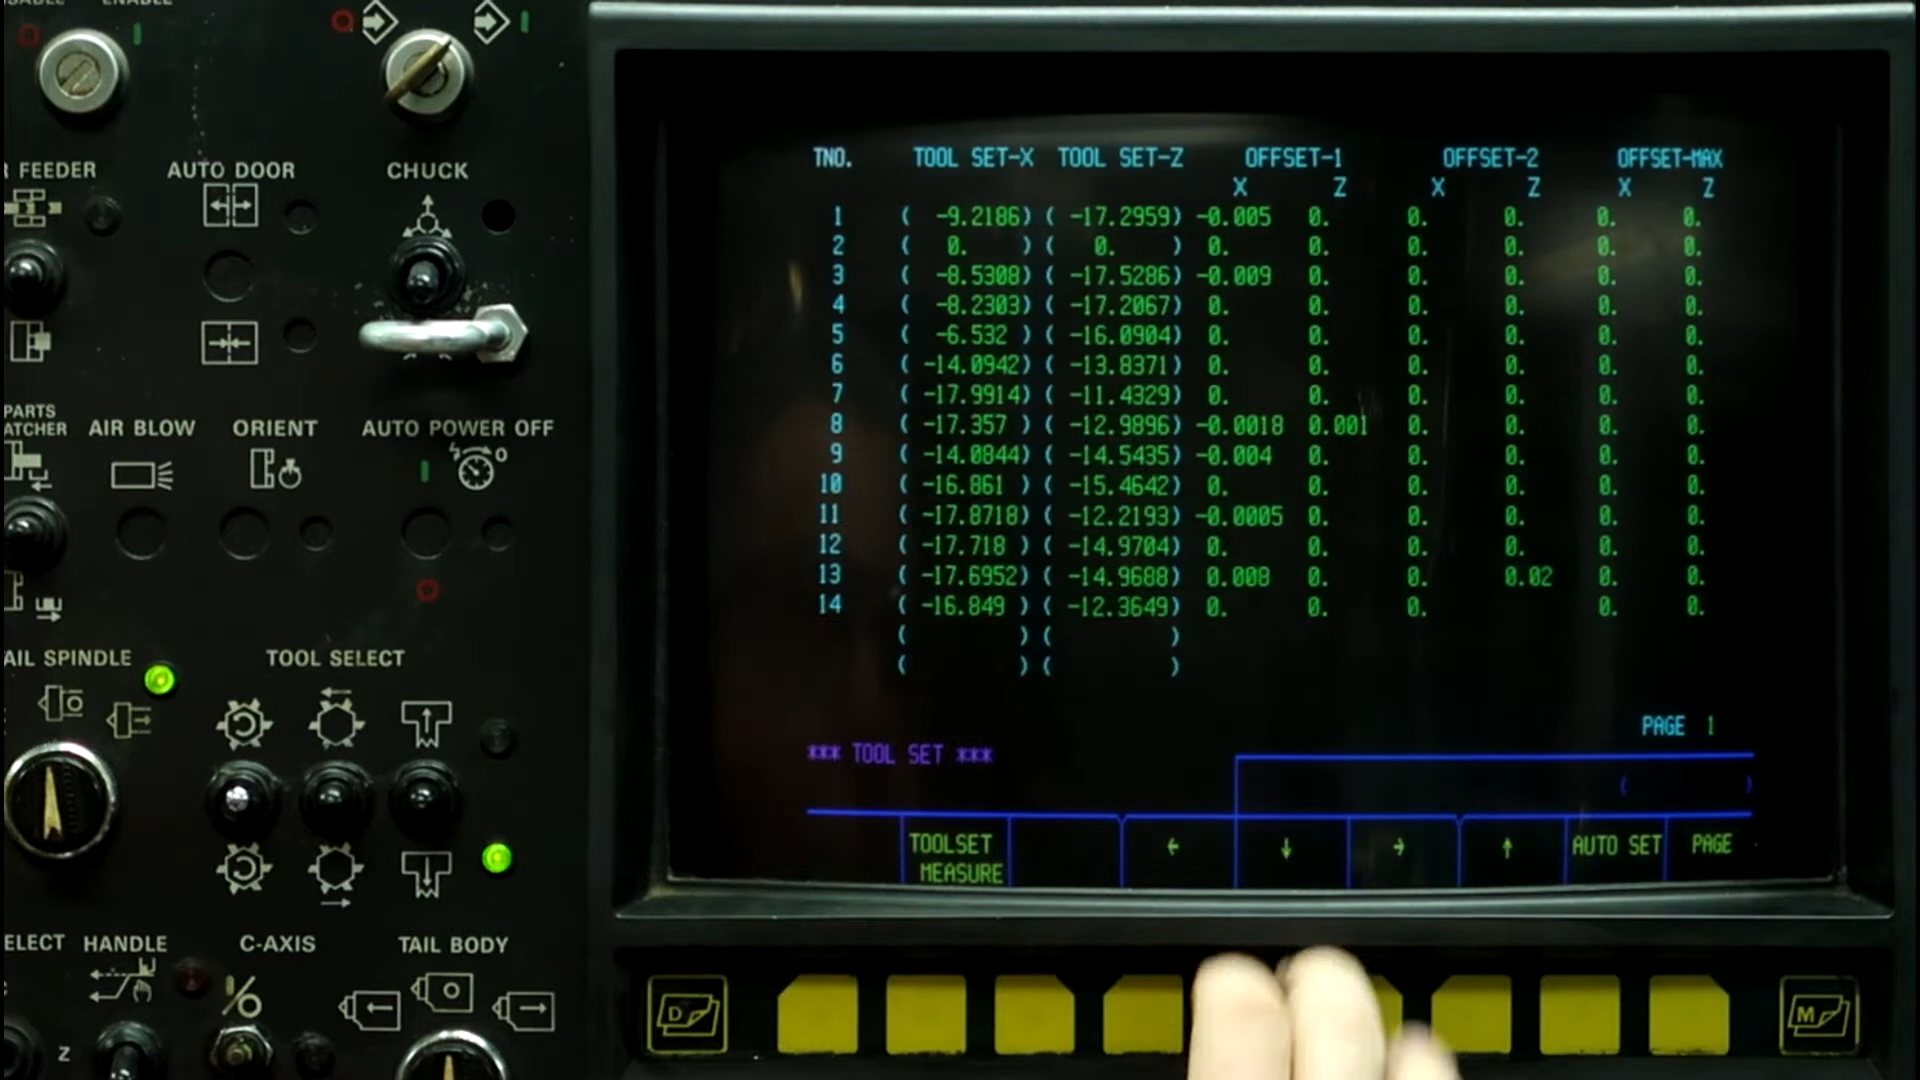 ENABLE
FEEDER
AUTO DOOR
CHUCK
PARTS
AIR BLOW
ORIENT
AUTO POWER OFF
SPINDLE
TOOL SELECT
HANDLE
C-AXIS
TAIL BODY
Z
TNO. TOOL SET-X TOOL SET-Z OFFSET-1 OFFSET-2 OFFSET-MAX
X Z X Z X Z
1 ( -9.2186) ( -17.2959) -0.005 0. 0. 0. 0. 0.
2 ( 0. ) ( 0. ) 0. 0. 0. 0. 0. 0.
3 ( -8.5308) ( -17.5286) -0.009 0. 0. 0. 0. 0.
4 ( -8.2303) ( -17.2067) 0. 0. 0. 0. 0. 0.
5 ( -6.532 ) ( -16.0904) 0. 0. 0. 0. 0. 0.
6 ( -14.0942) ( -13.8371) 0. 0. 0. 0. 0. 0.
7 ( -17.9914) ( -11.4329) 0. 0. 0. 0. 0. 0.
8 ( -17.357 ) ( -12.9896) -0.0018 0.001 0. 0. 0. 0.
9 ( -14.0844) ( -14.5435) -0.004 0. 0. 0. 0. 0.
10 ( -16.861 ) ( -15.4642) 0. 0. 0. 0. 0. 0.
11 ( -17.8718) ( -12.2193) -0.0005 0. 0. 0. 0. 0.
12 ( -17.718 ) ( -14.9704) 0. 0. 0. 0. 0. 0.
13 ( -17.6952) ( -14.9688) 0.008 0. 0. 0.02 0. 0.
14 ( -16.849 ) ( -12.3649) 0. 0. 0. 0. 0.
( ) ( )
( ) ( )
PAGE 1
*** TOOL SET ***
( )
TOOLSET MEASURE ← ↓ → ↑ AUTO SET PAGE
D M